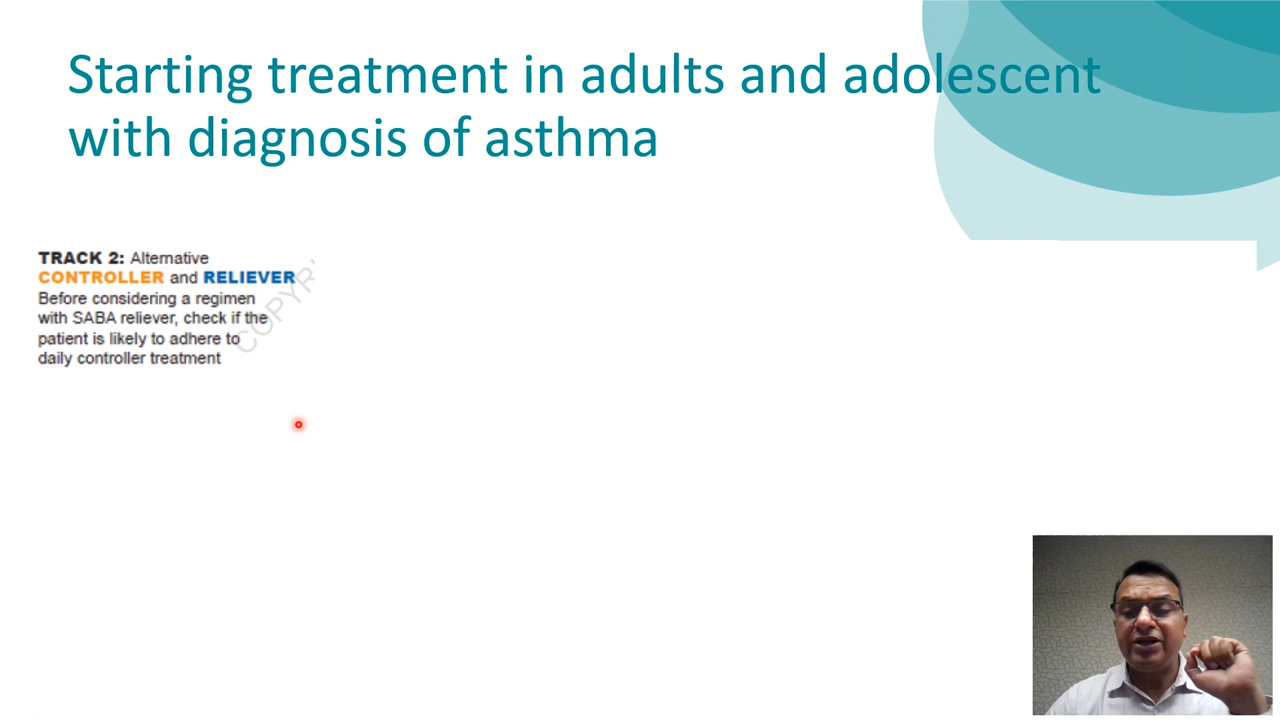 Starting treatment in adults and adolescent
with diagnosis of asthma
TRACK 2: Alternative
CONTROLLER and RELIEVER
Before considering a regimen
with SABA reliever, check if the
patient is likely to adhere to
daily controller treatment
COPYR